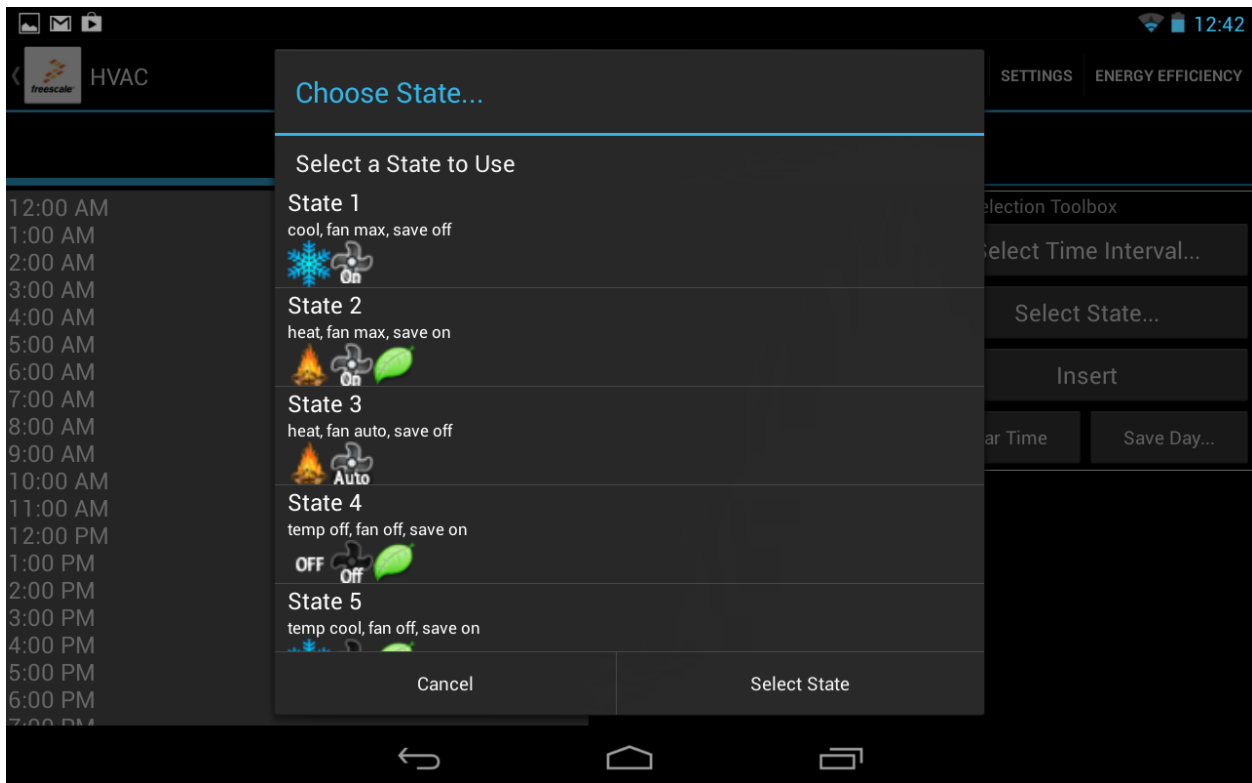 12:42
freescale
HVAC
SETTINGS
ENERGY EFFICIENCY
Choose State...
Select a State to Use
State 1
cool, fan max, save off
On
State 2
heat, fan max, save on
On
State 3
heat, fan auto, save off
Auto
State 4
temp off, fan off, save on
OFF
Off
State 5
temp cool, fan off, save on
Cancel
Select State
12:00 AM
1:00 AM
2:00 AM
3:00 AM
4:00 AM
5:00 AM
6:00 AM
7:00 AM
8:00 AM
9:00 AM
10:00 AM
11:00 AM
12:00 PM
1:00 PM
2:00 PM
3:00 PM
4:00 PM
5:00 PM
6:00 PM
7:00 PM
election Toolbox
Select Time Interval...
Select State...
Insert
ar Time
Save Day...